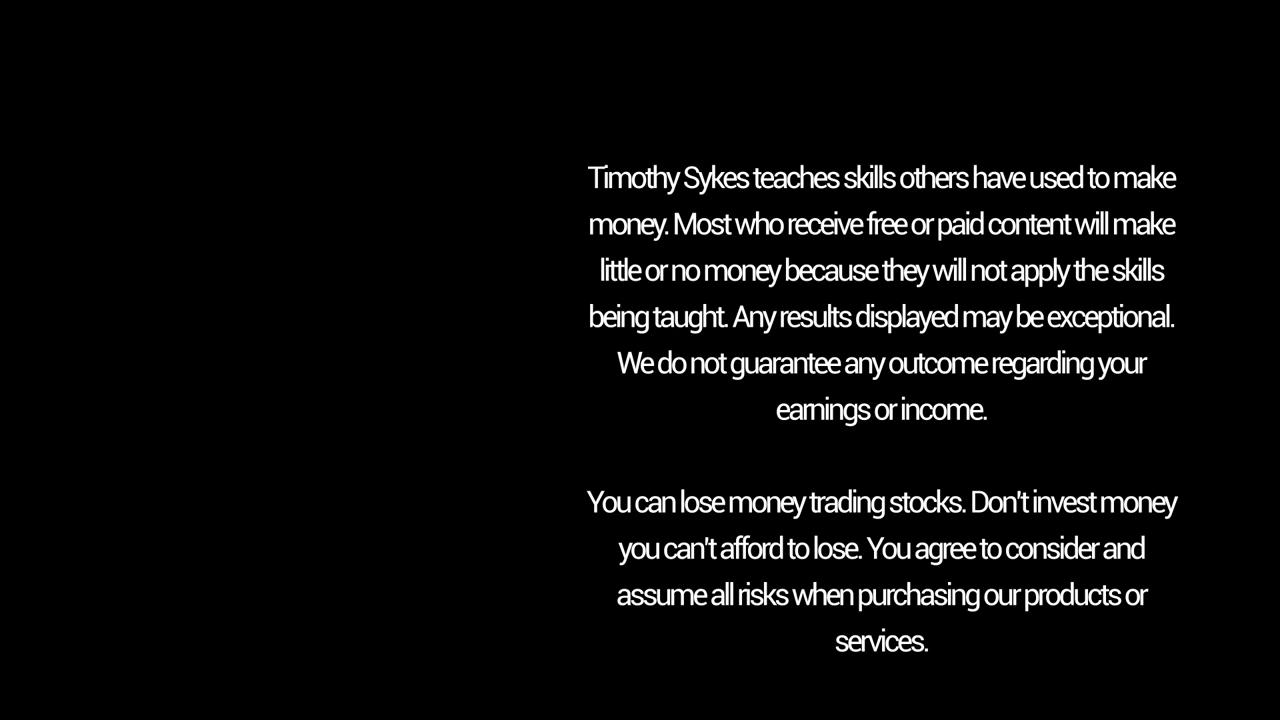 Timothy Sykes teaches skills others have used to make
money. Most who receive free or paid content will make
little or no money because they will not apply the skills
being taught. Any results displayed may be exceptional.
We do not guarantee any outcome regarding your
earnings or income.
You can lose money trading stocks. Don't invest money
you can't afford to lose. You agree to consider and
assume all risks when purchasing our products or
services.